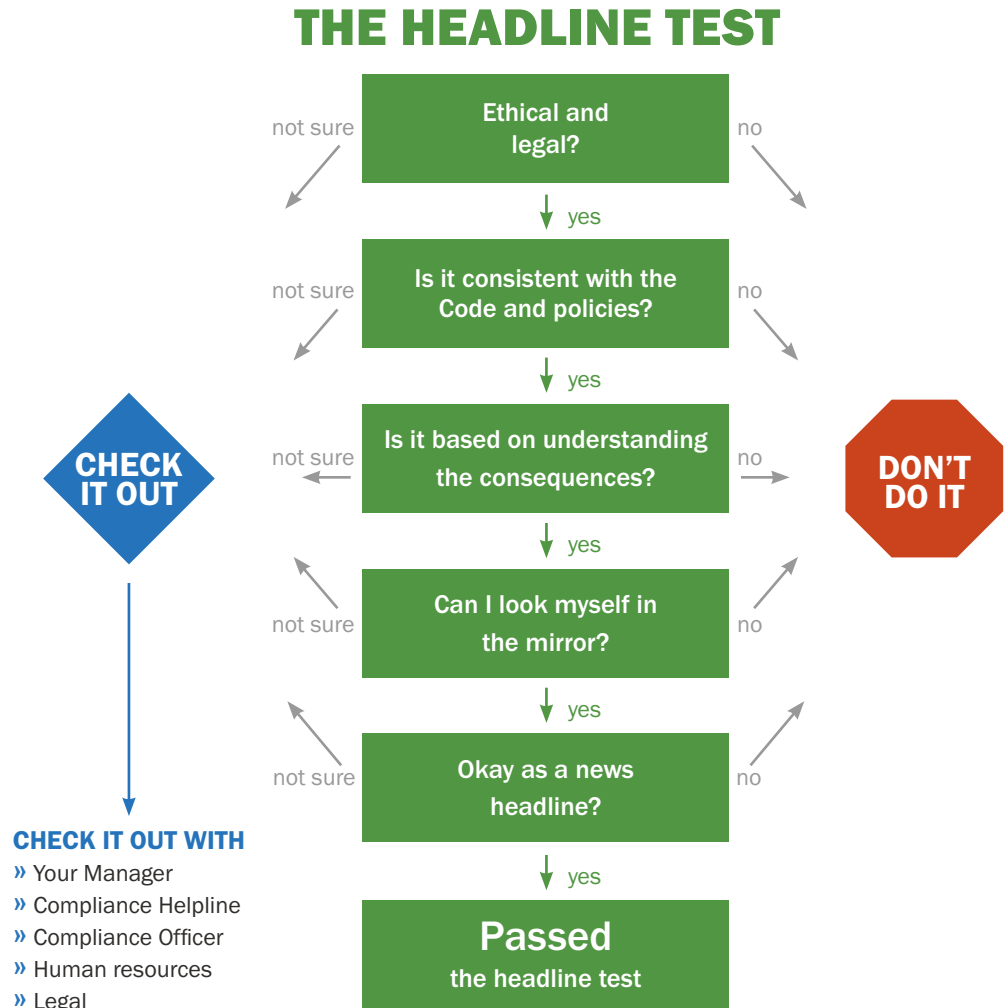 THE HEADLINE TEST
Ethical and
legal?
not sure
no
yes
Is it consistent with the
Code and policies?
not sure
no
yes
Is it based on understanding
the consequences?
not sure
no
yes
CHECK
IT OUT
DON'T
DO IT
Can I look myself in
the mirror?
not sure
no
yes
Okay as a news
headline?
not sure
no
yes
Passed
the headline test
CHECK IT OUT WITH
» Your Manager
» Compliance Helpline
» Compliance Officer
» Human resources
» Legal